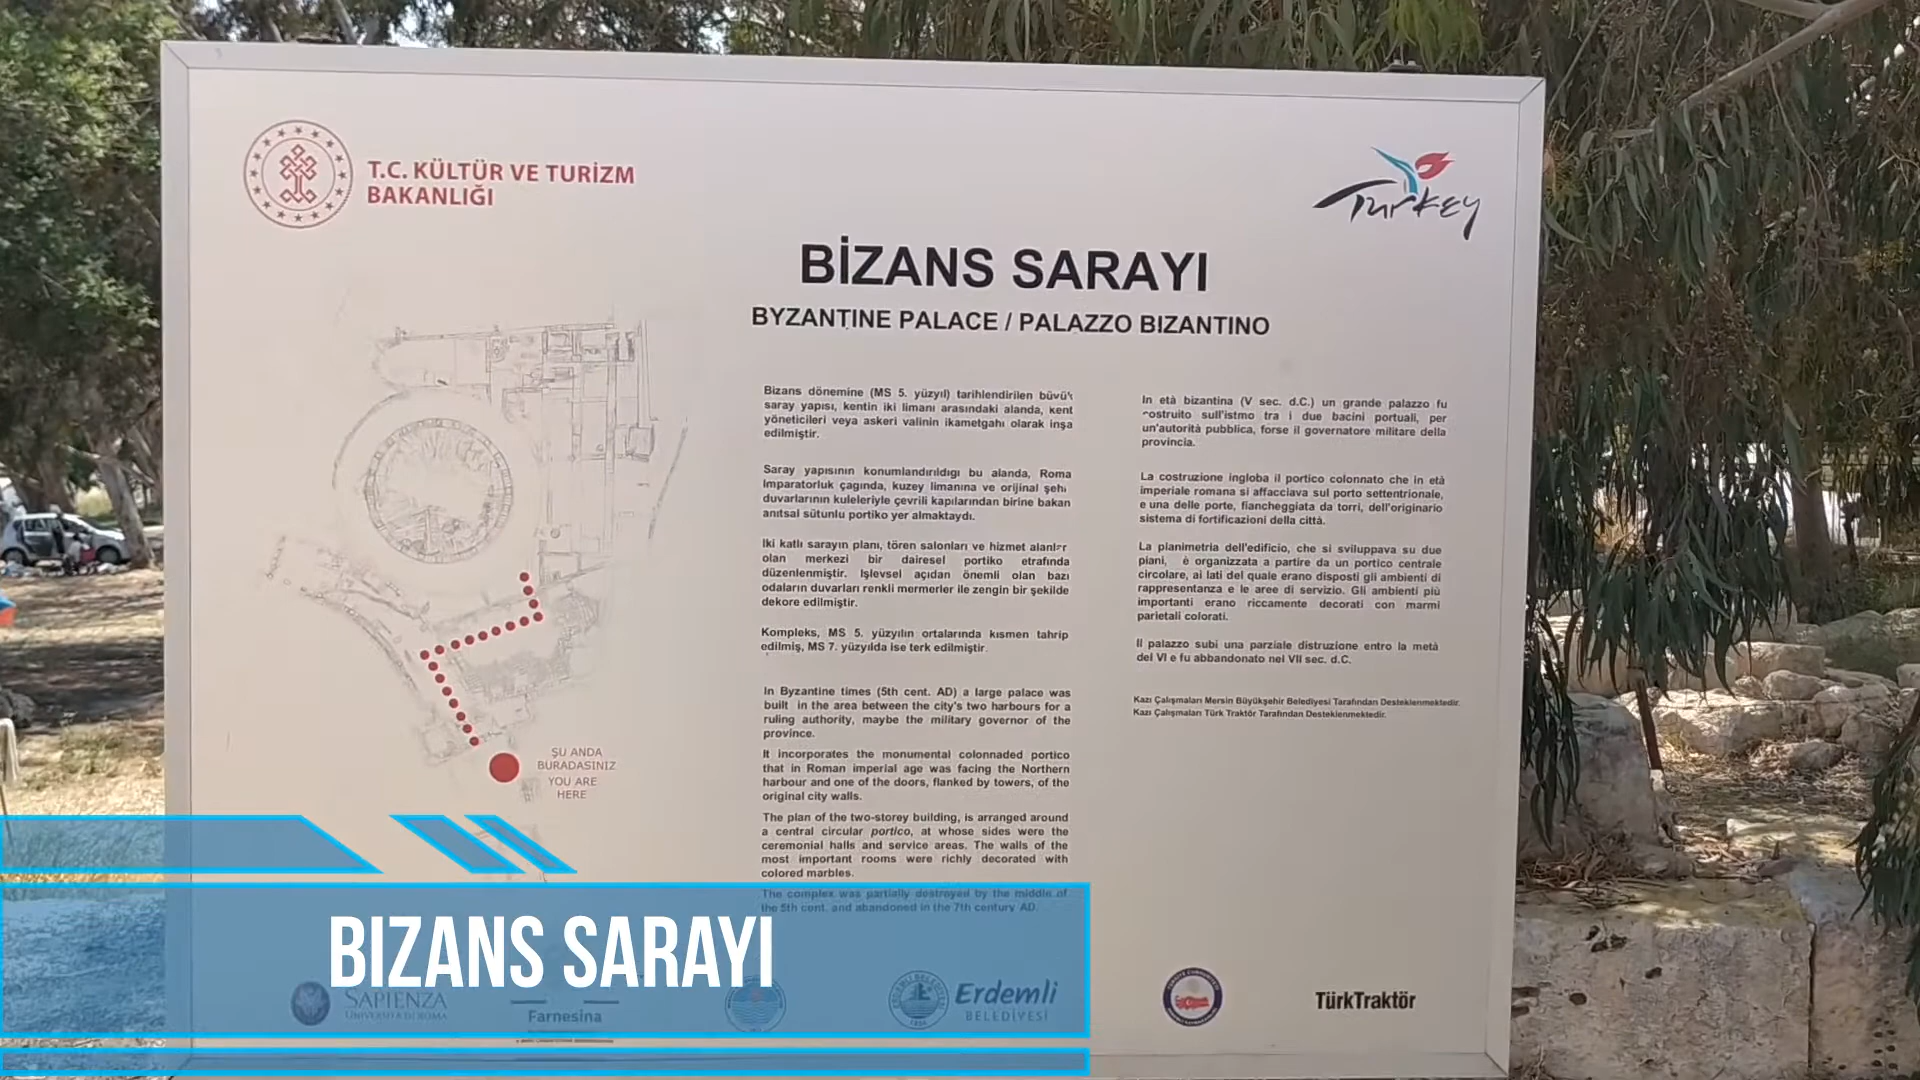 T.C. KÜLTÜR VE TURİZM
BAKANLIĞI
Turkey
BİZANS SARAYI
BYZANTINE PALACE / PALAZZO BIZANTINO
Bizans dönemine (MS 5. yüzyıl) tarihlendirilen büyük
saray yapısı, kentin iki limanı arasındaki alanda, kent
yöneticileri veya askeri valinin ikametgahı olarak inşa
edilmiştir.
Saray yapısının konumlandırıldıgı bu alanda, Roma
Imparatorluk çagında, kuzey limanına ve orijinal şehi
duvarlarının kuleleriyle çevrili kapılarından birine bakan
anıtsal sütunlu portiko yer almaktaydı.
Iki katlı sarayın planı, tören salonları ve hizmet alanlar
olan merkezi bir dairesel portiko etrafında
düzenlenmiştir. Işlevsel açıdan önemli olan bazı
odaların duvarları renkli mermerler ile zengin bir şekilde
dekore edilmiştir.
Kompleks, MS 5. yüzyılın ortalarında kısmen tahrip
edilmiş, MS 7. yüzyılda ise terk edilmiştir.
In Byzantine times (5th cent. AD) a large palace was
built in the area between the city's two harbours for a
ruling authority, maybe the military governor of the
province.
It incorporates the monumental colonnaded portico
that in Roman imperial age was facing the Northern
harbour and one of the doors, flanked by towers, of the
original city walls.
The plan of the two-storey building, is arranged around
a central circular portico, at whose sides were the
ceremonial halls and service areas. The walls of the
most important rooms were richly decorated with
colored marbles.
The complex was partially destroyed by the middle of
the 5th cent. and abandoned in the 7th century AD.
In età bizantina (V sec. d.C.) un grande palazzo fu
costruito sull'istmo tra i due bacini portuali, per
un'autorità pubblica, forse il governatore militare della
provincia.
La costruzione ingloba il portico colonnato che in età
imperiale romana si affacciava sul porto settentrionale,
e una delle porte, fiancheggiata da torri, dell'originario
sistema di fortificazioni della città.
La planimetria dell'edificio, che si sviluppava su due
piani, è organizzata a partire da un portico centrale
circolare, ai lati del quale erano disposti gli ambienti di
rappresentanza e le aree di servizio. Gli ambienti più
importanti erano riccamente decorati con marmi
parietali colorati.
Il palazzo subì una parziale distruzione entro la metà
del VI e fu abbandonato nel VII sec. d.C.
Kazı Çalışmaları Mersin Büyükşehir Belediyesi Tarafından Desteklenmektedir.
Kazı Çalışmaları Türk Traktör Tarafından Desteklenmektedir.
ŞU ANDA
BURADASINIZ
YOU ARE
HERE
BIZANS SARAYI
SAPIENZA
UNIVERSITÀ DI ROMA
Farnesina
Erdemli
BELEDİYESİ
TürkTraktör